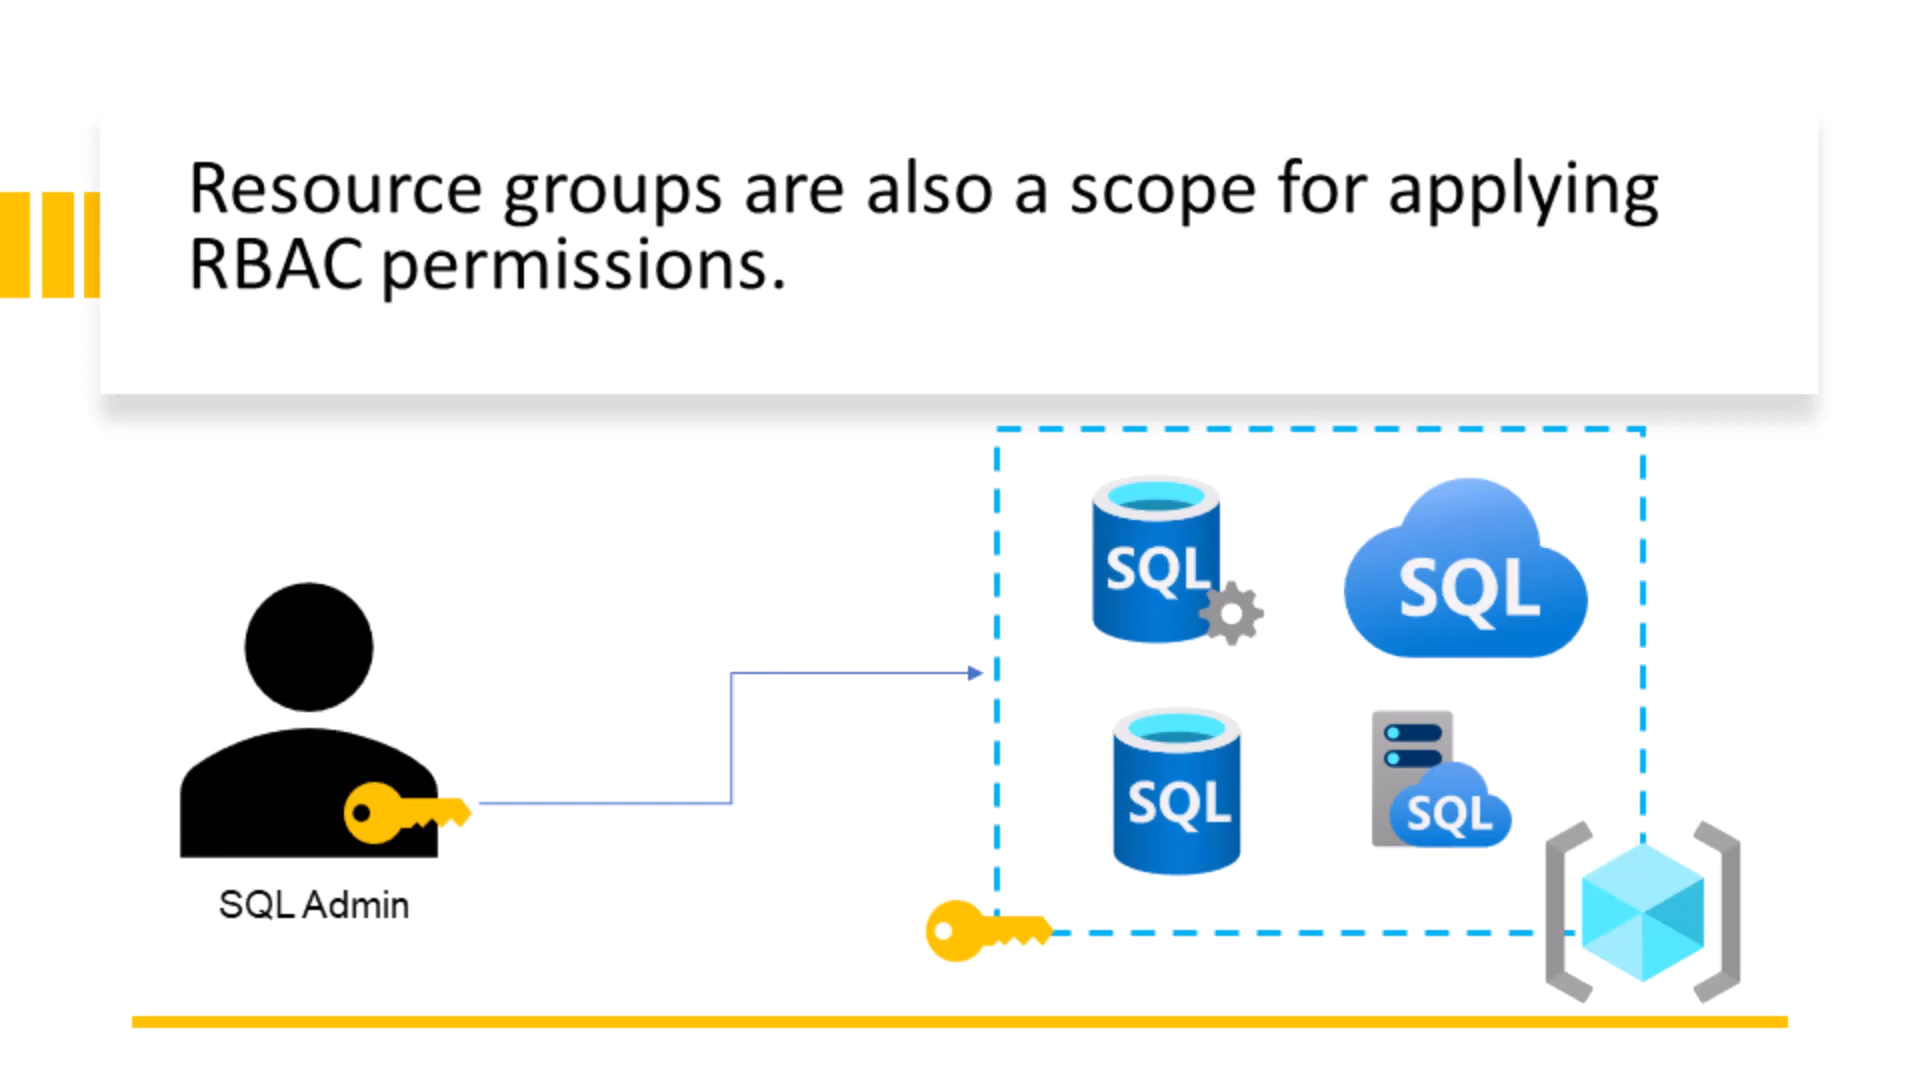 Resource groups are also a scope for applying
RBAC permissions.
SQL
SQL
SQL
SQL
SQL Admin